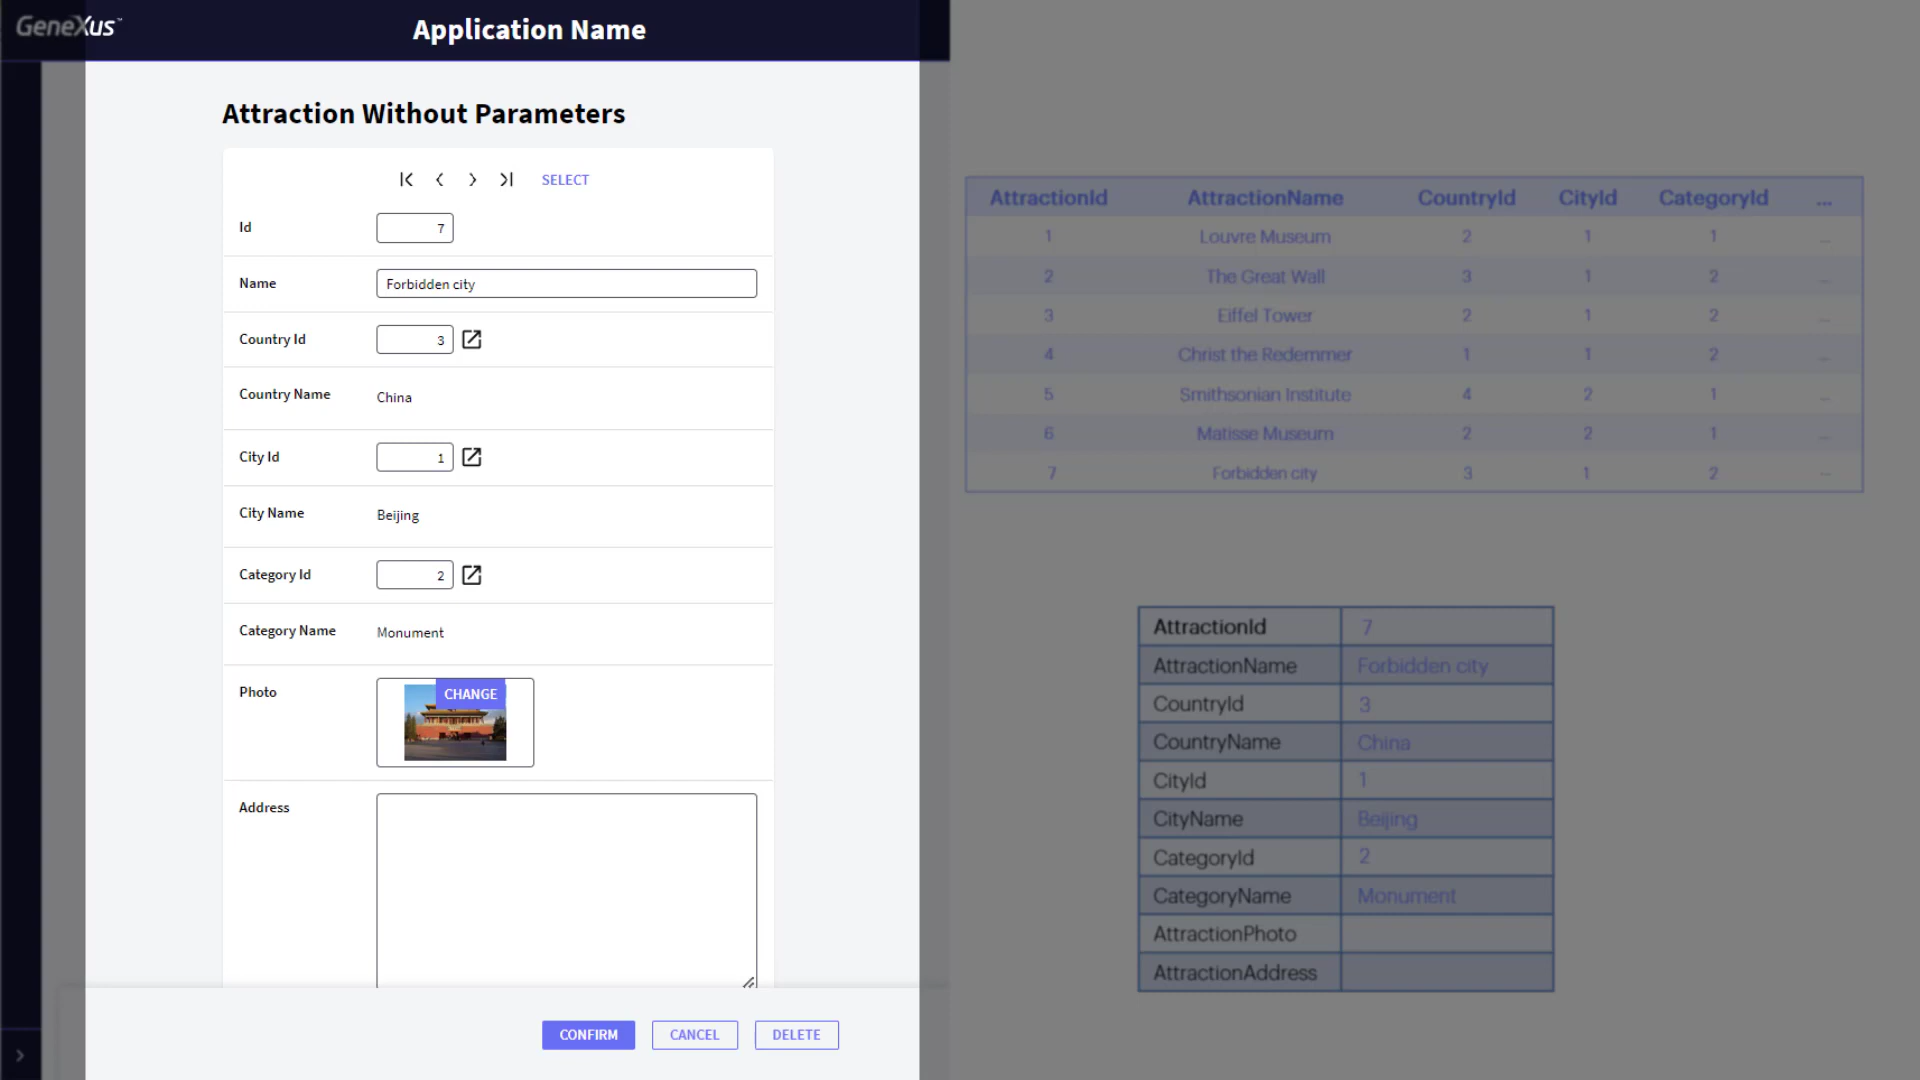 GeneXus™
Application Name
Attraction Without Parameters
SELECT
Id 7
Name Forbidden city
Country Id 3
Country Name China
City Id 1
City Name Beijing
Category Id 2
Category Name Monument
Photo CHANGE
Address
CONFIRM CANCEL DELETE
AttractionId AttractionName CountryId CityId CategoryId ...
1 Louvre Museum 2 1 1 ...
2 The Great Wall 3 1 2 ...
3 Eiffel Tower 2 1 2 ...
4 Christ the Redemmer 1 1 2 ...
5 Smithsonian Institute 4 2 1 ...
6 Matisse Museum 2 2 1 ...
7 Forbidden city 3 1 2 ...
AttractionId 7
AttractionName Forbidden city
CountryId 3
CountryName China
CityId 1
CityName Beijing
CategoryId 2
CategoryName Monument
AttractionPhoto
AttractionAddress